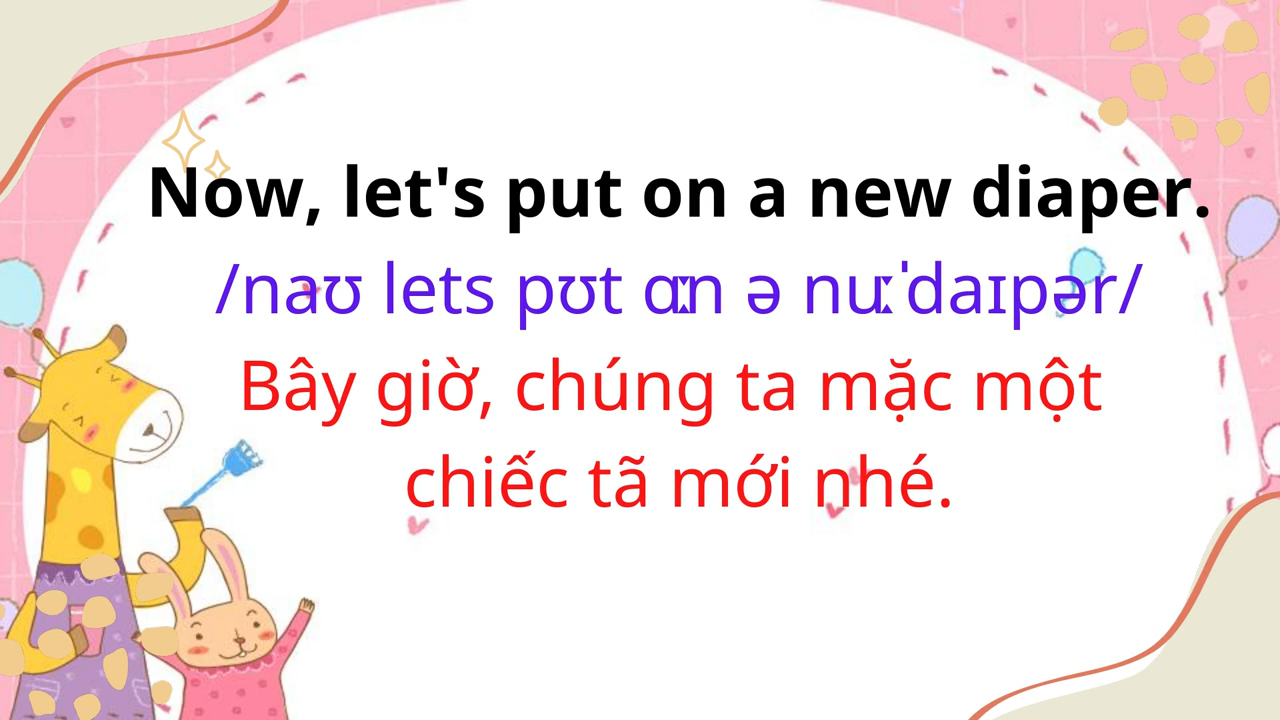 Now, let's put on a new diaper.
/naʊ lets pʊt ɑːn ə nuːˈdaɪpər/
Bây giờ, chúng ta mặc một
chiếc tã mới nhé.